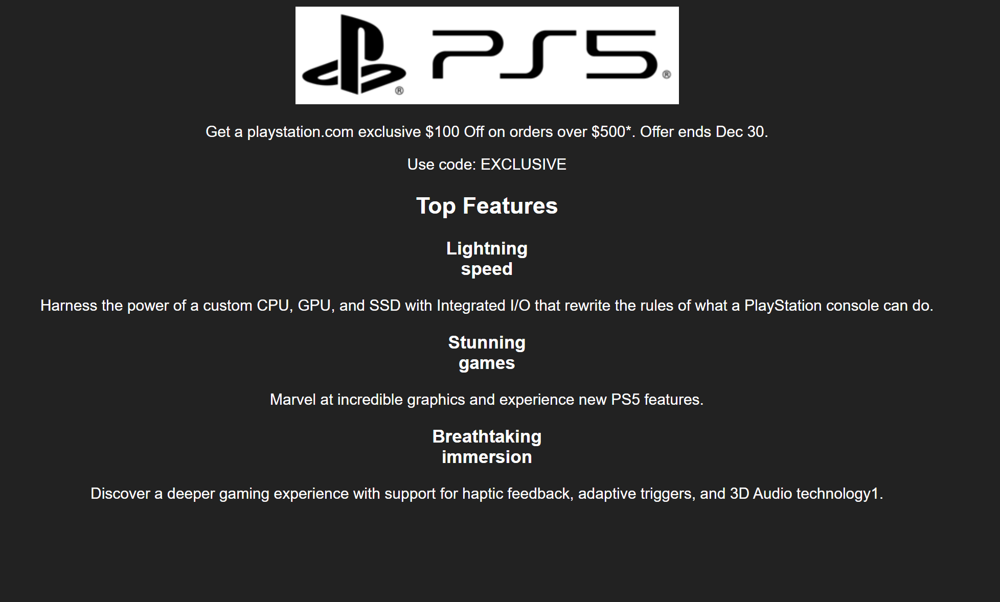 PS5®
®
Get a playstation.com exclusive $100 Off on orders over $500*. Offer ends Dec 30.
Use code: EXCLUSIVE
Top Features
Lightning
speed
Harness the power of a custom CPU, GPU, and SSD with Integrated I/O that rewrite the rules of what a PlayStation console can do.
Stunning
games
Marvel at incredible graphics and experience new PS5 features.
Breathtaking
immersion
Discover a deeper gaming experience with support for haptic feedback, adaptive triggers, and 3D Audio technology1.